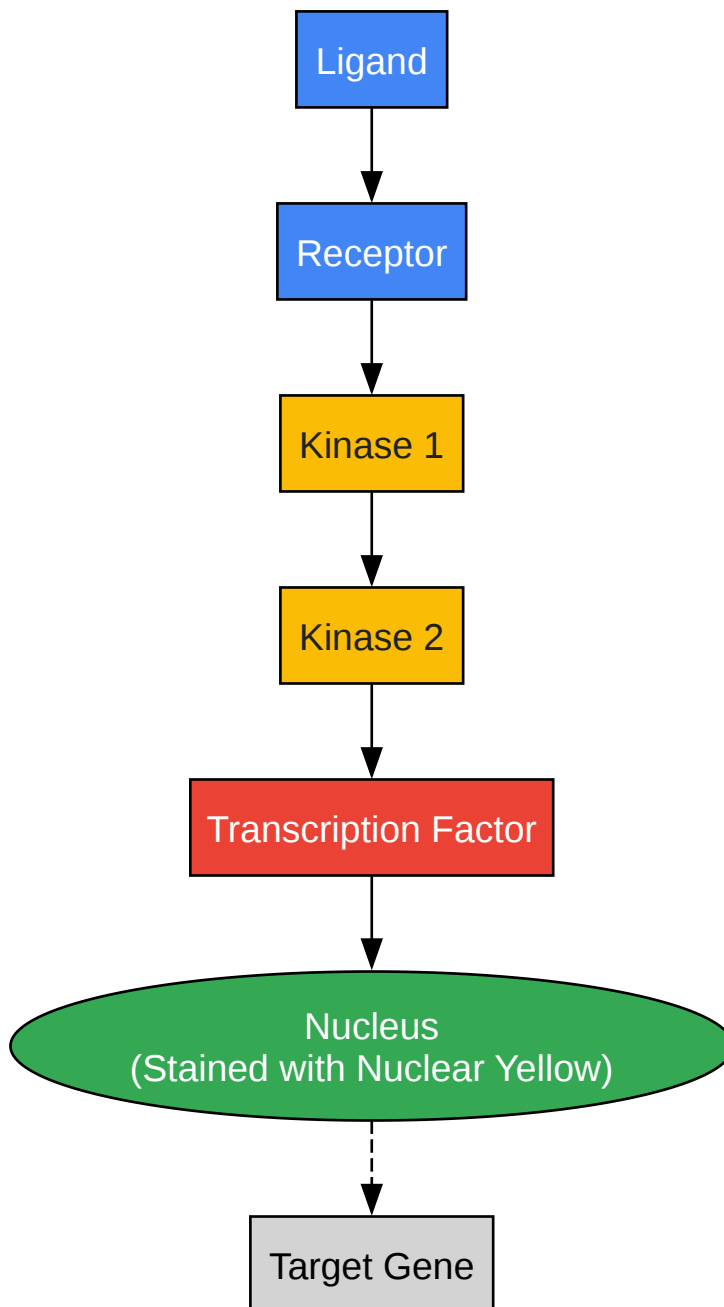 Ligand
Receptor
Kinase 1
Kinase 2
Transcription Factor
Nucleus
(Stained with Nuclear Yellow)
Target Gene